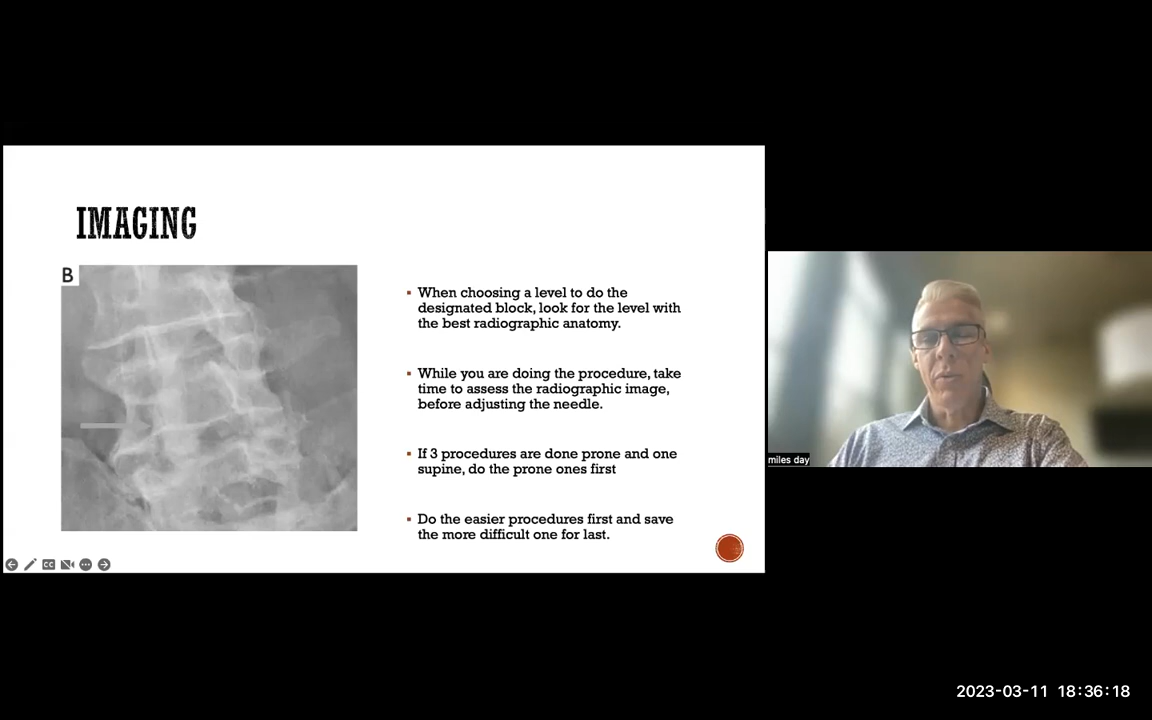 IMAGING
B
▪ When choosing a level to do the
designated block, look for the level with
the best radiographic anatomy.
▪ While you are doing the procedure, take
time to assess the radiographic image,
before adjusting the needle.
▪ If 3 procedures are done prone and one
supine, do the prone ones first
▪ Do the easier procedures first and save
the more difficult one for last.
CC
miles day
2023-03-11 18:36:18